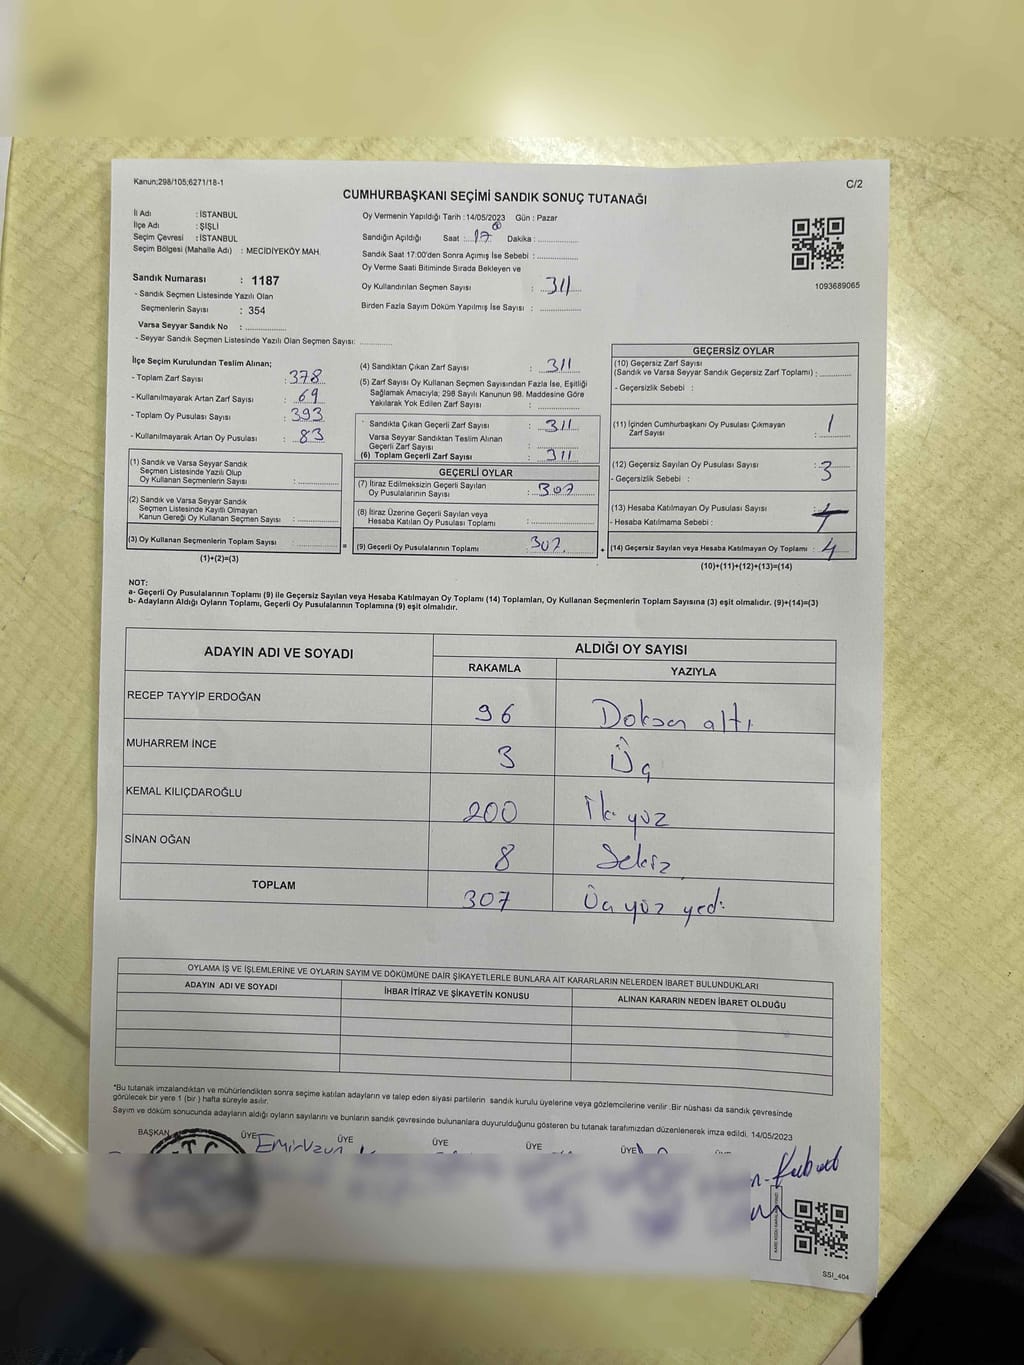 Kanun;298/105;6271/18-1
C/2
CUMHURBAŞKANI SEÇİMİ SANDIK SONUÇ TUTANAĞI
İl Adı : İSTANBUL
İlçe Adı : ŞİŞLİ
Seçim Çevresi : İSTANBUL
Seçim Bölgesi (Mahalle Adı) : MECİDİYEKÖY MAH.
Sandık Numarası : 1187
- Sandık Seçmen Listesinde Yazılı Olan
Seçmenlerin Sayısı : 354
Varsa Seyyar Sandık No :
- Seyyar Sandık Seçmen Listesinde Yazılı Olan Seçmen Sayısı:
Oy Vermenin Yapıldığı Tarih : 14/05/2023 Gün : Pazar
Sandığın Açıldığı Saat : 17 Dakika :
Sandık Saat 17:00'den Sonra Açılmış İse Sebebi :
Oy Verme Saati Bitiminde Sırada Bekleyen ve
Oy Kullandırılan Seçmen Sayısı : 311
Birden Fazla Sayım Döküm Yapılmış İse Sayısı :
1093689065
İlçe Seçim Kurulundan Teslim Alınan;
- Toplam Zarf Sayısı : 378
- Kullanılmayarak Artan Zarf Sayısı : 69
- Toplam Oy Pusulası Sayısı : 393
- Kullanılmayarak Artan Oy Pusulası : 83
(1) Sandık ve Varsa Seyyar Sandık
Seçmen Listesinde Yazılı Olup
Oy Kullanan Seçmenlerin Sayısı :
(2) Sandık ve Varsa Seyyar Sandık
Seçmen Listesinde Kayıtlı Olmayan
Kanun Gereği Oy Kullanan Seçmen Sayısı :
(3) Oy Kullanan Seçmenlerin Toplam Sayısı :
(1)+(2)=(3)
(4) Sandıktan Çıkan Zarf Sayısı : 311
(5) Zarf Sayısı Oy Kullanan Seçmen Sayısından Fazla İse, Eşitliği
Sağlamak Amacıyla; 298 Sayılı Kanunun 98. Maddesine Göre
Yakılarak Yok Edilen Zarf Sayısı :
Sandıkta Çıkan Geçerli Zarf Sayısı : 311
Varsa Seyyar Sandıktan Teslim Alınan
Geçerli Zarf Sayısı :
(6) Toplam Geçerli Zarf Sayısı : 311
GEÇERLİ OYLAR
(7) İtiraz Edilmeksizin Geçerli Sayılan
Oy Pusulalarının Sayısı : 307
(8) İtiraz Üzerine Geçerli Sayılan veya
Hesaba Katılan Oy Pusulası Toplamı :
= (9) Geçerli Oy Pusulalarının Toplamı 307
GEÇERSİZ OYLAR
(10) Geçersiz Zarf Sayısı
(Sandık ve Varsa Seyyar Sandık Geçersiz Zarf Toplamı) :
- Geçersizlik Sebebi :
(11) İçinden Cumhurbaşkanı Oy Pusulası Çıkmayan
Zarf Sayısı : 1
(12) Geçersiz Sayılan Oy Pusulası Sayısı : 3
- Geçersizlik Sebebi :
(13) Hesaba Katılmayan Oy Pusulası Sayısı :
- Hesaba Katılmama Sebebi :
+ (14) Geçersiz Sayılan veya Hesaba Katılmayan Oy Toplamı : 4
(10)+(11)+(12)+(13)=(14)
NOT:
a- Geçerli Oy Pusulalarının Toplamı (9) ile Geçersiz Sayılan veya Hesaba Katılmayan Oy Toplamı (14) Toplamları, Oy Kullanan Seçmenlerin Toplam Sayısına (3) eşit olmalıdır. (9)+(14)=(3)
b- Adayların Aldığı Oyların Toplamı, Geçerli Oy Pusulalarının Toplamına (9) eşit olmalıdır.
ADAYIN ADI VE SOYADI
ALDIĞI OY SAYISI
RAKAMLA YAZIYLA
RECEP TAYYİP ERDOĞAN 96 Doksan altı
MUHARREM İNCE 3 Üç
KEMAL KILIÇDAROĞLU 200 İki yüz
SİNAN OĞAN 8 Sekiz
TOPLAM 307 Üç yüz yedi
OYLAMA İŞ VE İŞLEMLERİNE VE OYLARIN SAYIM VE DÖKÜMÜNE DAİR ŞİKAYETLERLE BUNLARA AİT KARARLARIN NELERDEN İBARET BULUNDUKLARI
ADAYIN ADI VE SOYADI İHBAR İTİRAZ VE ŞİKAYETİN KONUSU ALINAN KARARIN NEDEN İBARET OLDUĞU
*Bu tutanak imzalandıktan ve mühürlendikten sonra seçime katılan adayların ve talep eden siyasi partilerin sandık kurulu üyelerine veya gözlemcilerine verilir .Bir nüshası da sandık çevresinde
görülecek bir yere 1 (bir ) hafta süreyle asılır.
Sayım ve döküm sonucunda adayların aldığı oyların sayılarını ve bunların sandık çevresinde bulunanlara duyurulduğunu gösteren bu tutanak tarafımızdan düzenlenerek imza edildi. 14/05/2023
BAŞKAN ÜYE ÜYE ÜYE ÜYE ÜYE
T.C.
SSI_404